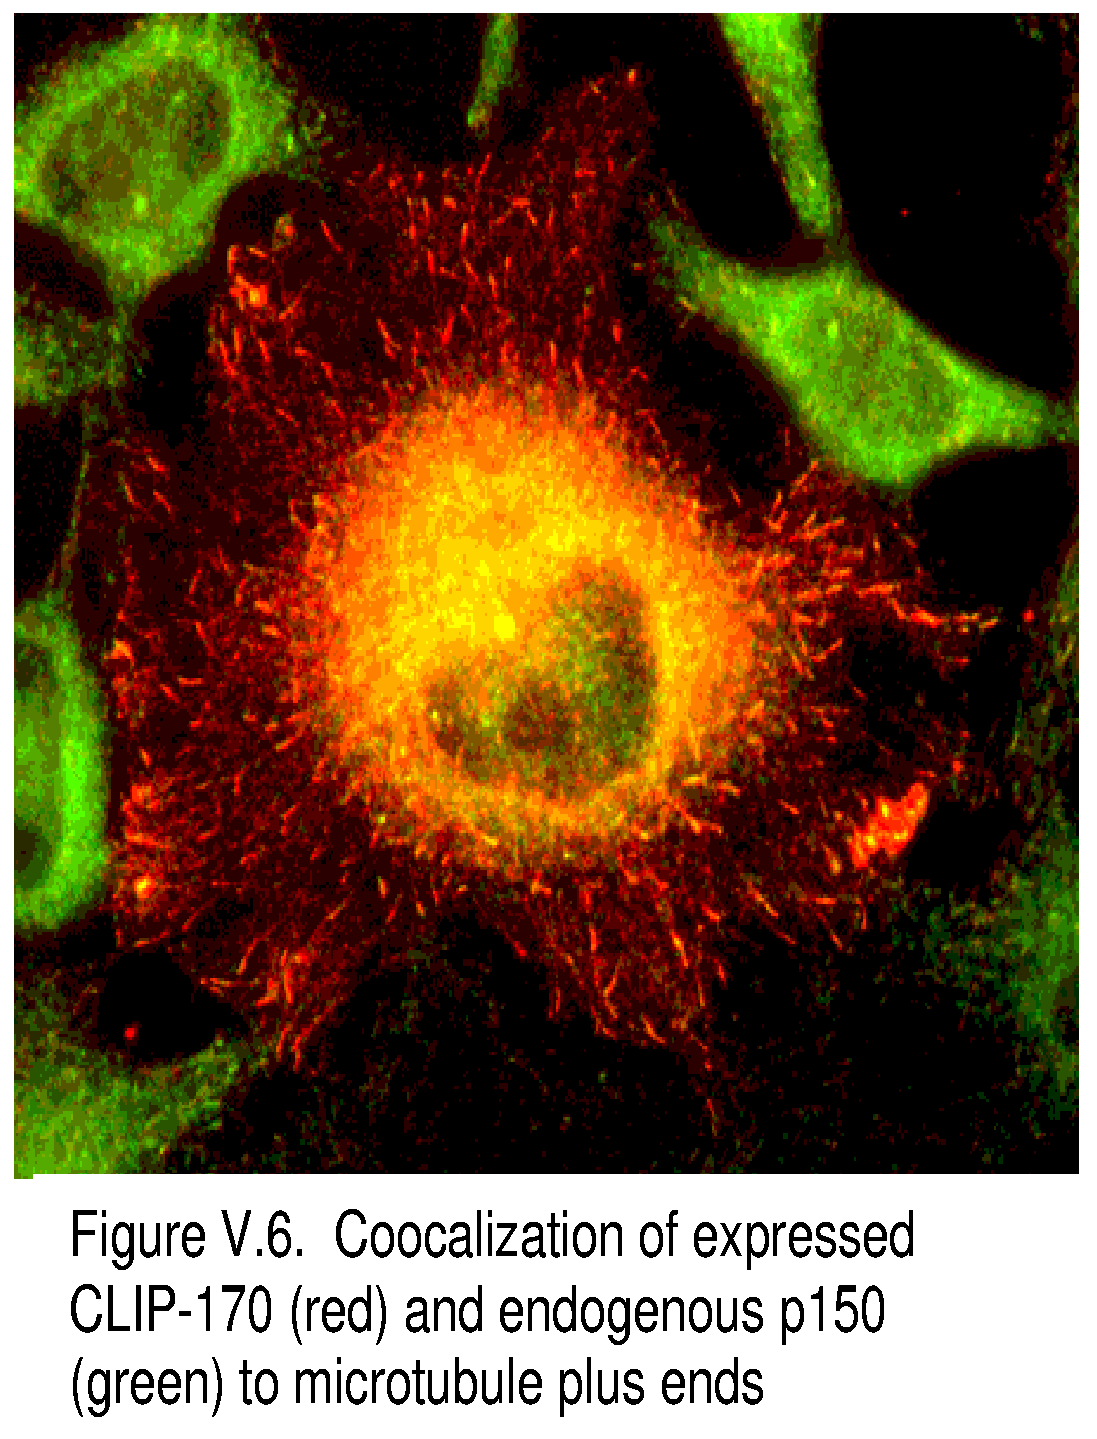 Figure V.6.  Coocalization of expressed
CLIP-170 (red) and endogenous p150
(green) to microtubule plus ends